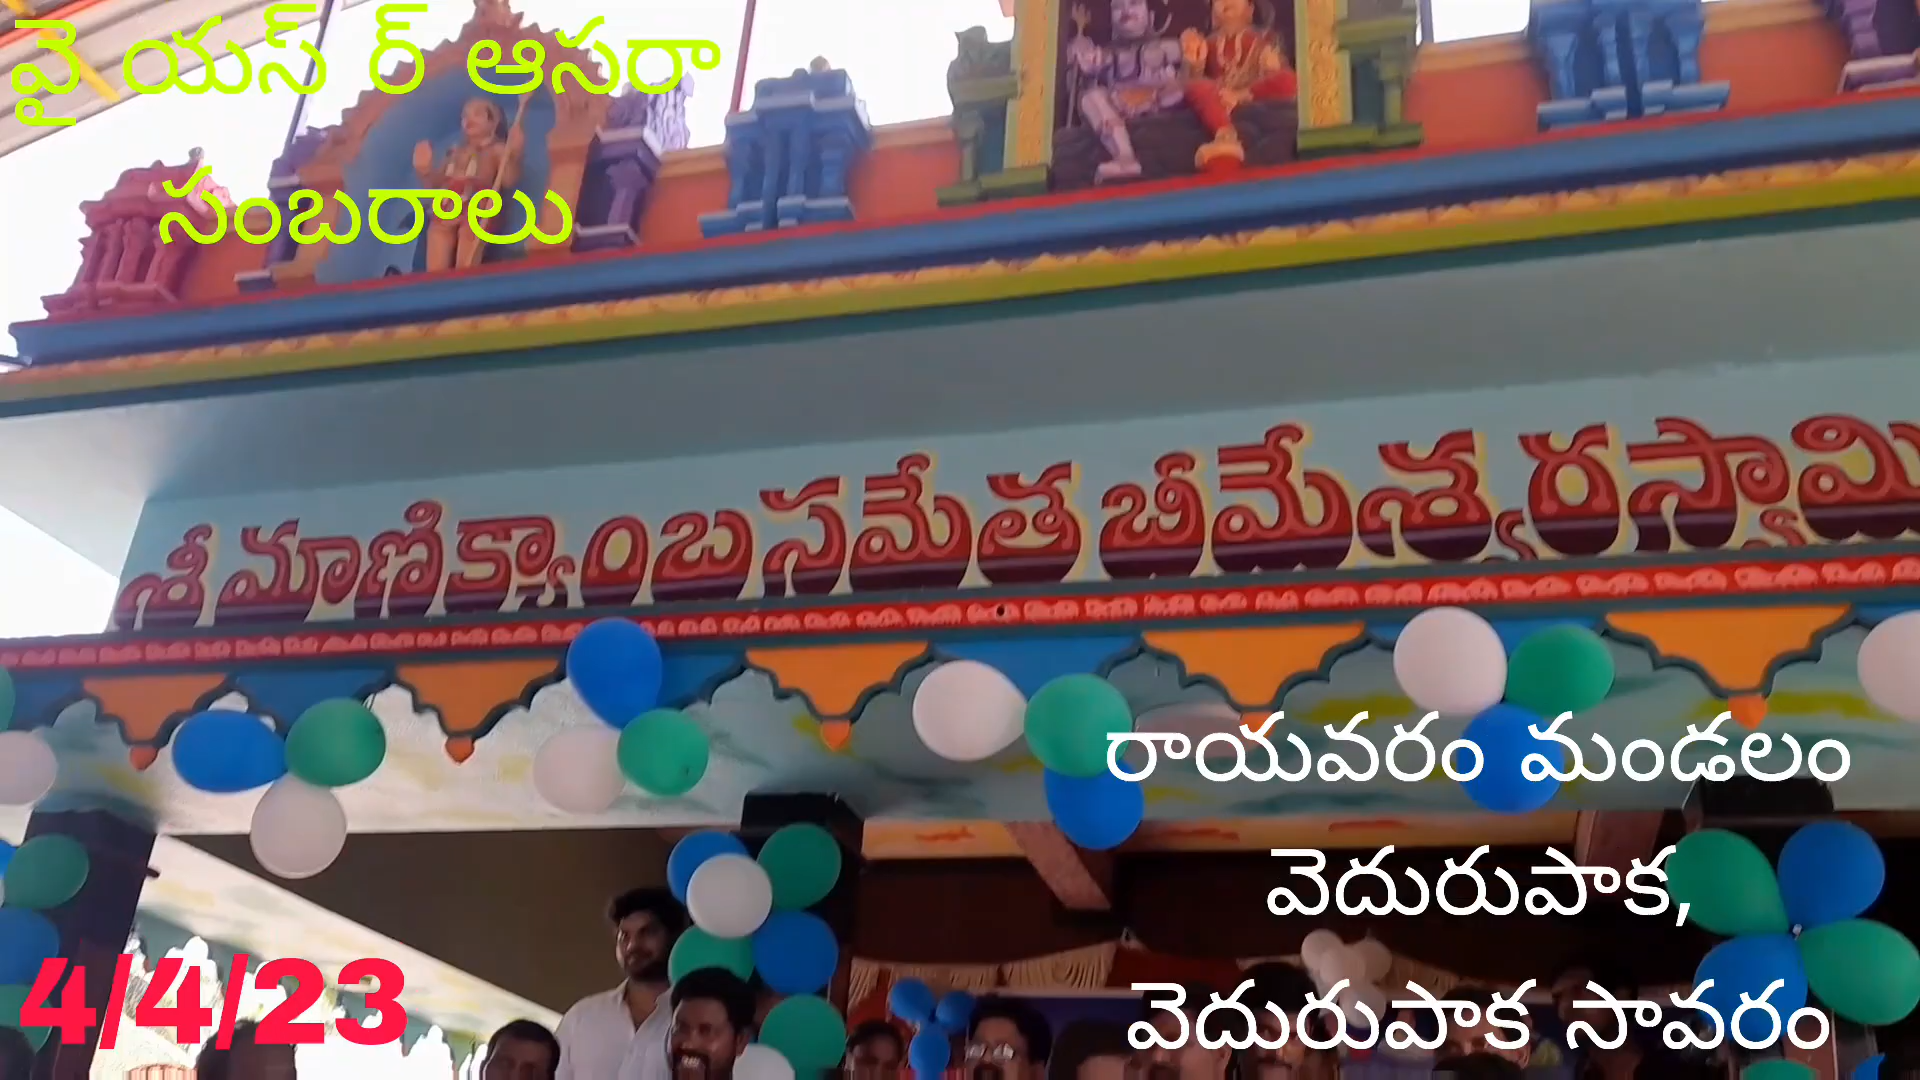 వై యస్ ర్ ఆసరా
సంబరాలు
శ్రీ మాణిక్యాంబ సమేత భీమేశ్వరస్వామి
రాయవరం మండలం
వెదురుపాక,
వెదురుపాక సావరం
4/4/23